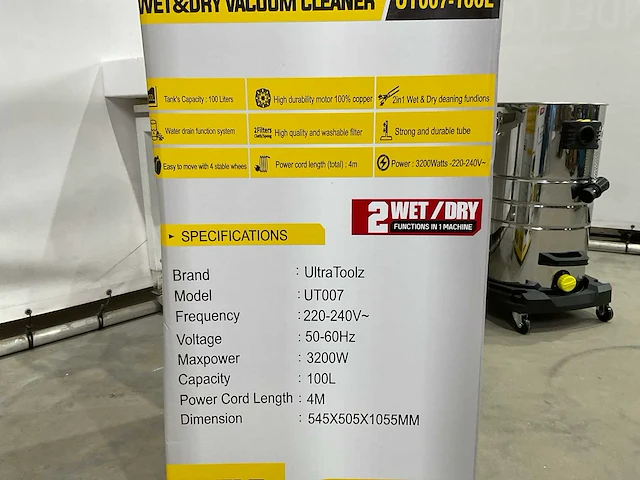 WET&DRY VACUUM CLEANER UT007-100L
Tank's Capacity : 100 Liters
High durability motor 100% copper
2in1 Wet & Dry deaning fundions
Water drain function system
2Filters
High quality and washable filter
Strong and durable tube
Easy to move with 4 stable wheels
Power cord length (total) : 4m
Power : 3200Watts -220-240V~
2 WET/DRY
FUNCTIONS IN 1 MACHINE
SPECIFICATIONS
Brand : UltraToolz
Model : UT007
Frequency : 220-240V~
Voltage : 50-60Hz
Maxpower : 3200W
Capacity : 100L
Power Cord Length : 4M
Dimension : 545X505X1055MM